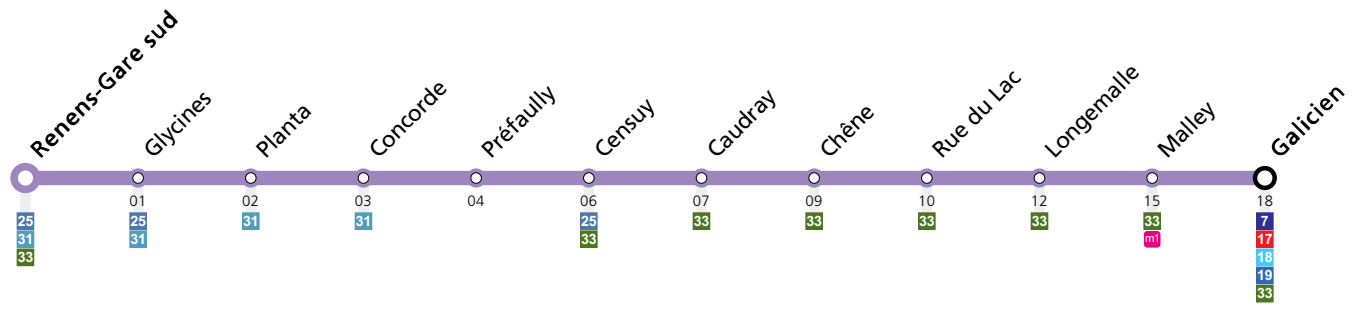 Renens-Gare sud
Glycines
Planta
Concorde
Préfaully
Censuy
Caudray
Chêne
Rue du Lac
Longemalle
Malley
Galicien
01 02 03 04 06 07 09 10 12 15 18
25 25 31 31 25 33 33 33 33 33 7
31 31 33 m1 17
33 18
19
33